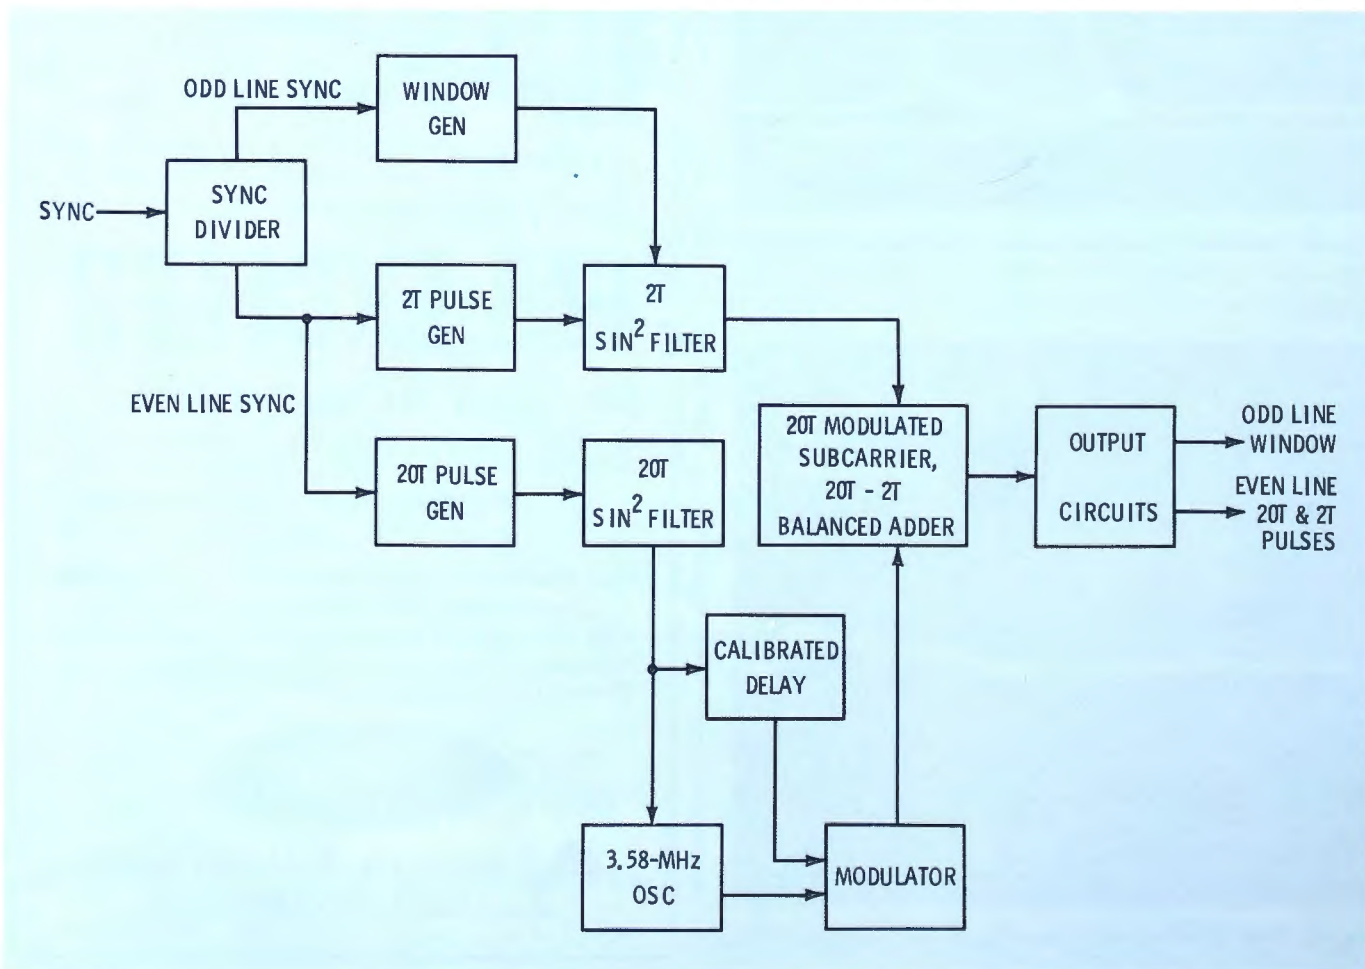 ODD LINE SYNC
WINDOW
GEN
SYNC
SYNC
DIVIDER
2T PULSE
GEN
2T
SIN² FILTER
EVEN LINE SYNC
20T PULSE
GEN
20T
SIN² FILTER
20T MODULATED
SUBCARRIER,
20T - 2T
BALANCED ADDER
OUTPUT
CIRCUITS
ODD LINE
WINDOW
EVEN LINE
20T & 2T
PULSES
CALIBRATED
DELAY
3.58-MHz
OSC
MODULATOR